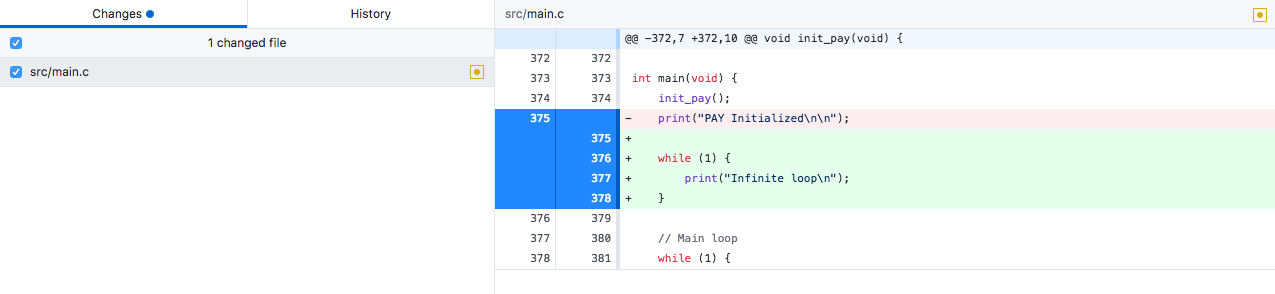 Changes
History
src/main.c
1 changed file
src/main.c
@@ -372,7 +372,10 @@ void init_pay(void) {
372 372
373 373 int main(void) {
374 374 init_pay();
375 - print("PAY Initialized\n\n");
375 +
376 + while (1) {
377 + print("Infinite loop\n");
378 + }
376 379
377 380 // Main loop
378 381 while (1) {